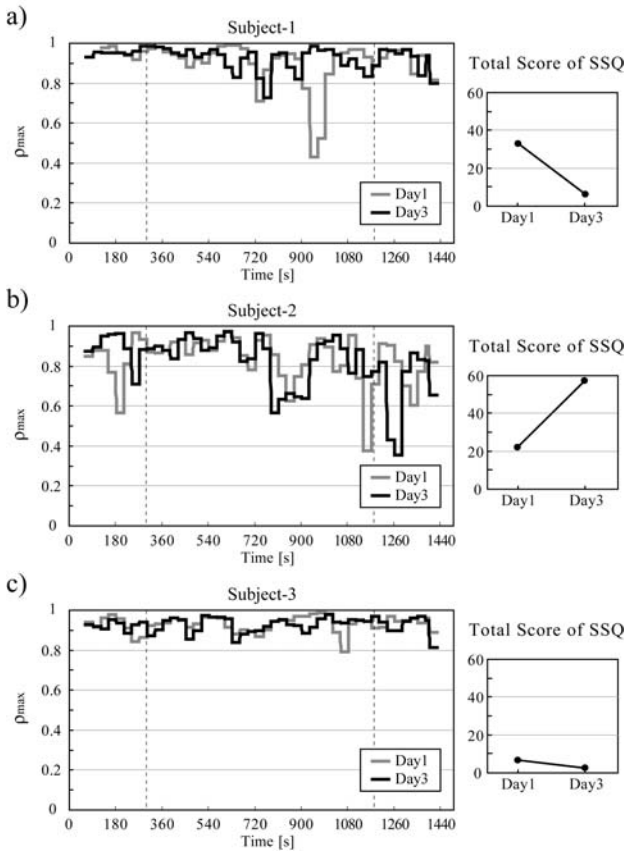 a)
Subject-1
1
0.8
0.6
0.4
0.2
0
ρmax
Day1
Day3
0 180 360 540 720 900 1080 1260 1440
Time [s]
Total Score of SSQ
60
40
20
0
Day1 Day3
b)
Subject-2
1
0.8
0.6
0.4
0.2
0
ρmax
Day1
Day3
0 180 360 540 720 900 1080 1260 1440
Time [s]
Total Score of SSQ
60
40
20
0
Day1 Day3
c)
Subject-3
1
0.8
0.6
0.4
0.2
0
ρmax
Day1
Day3
0 180 360 540 720 900 1080 1260 1440
Time [s]
Total Score of SSQ
60
40
20
0
Day1 Day3